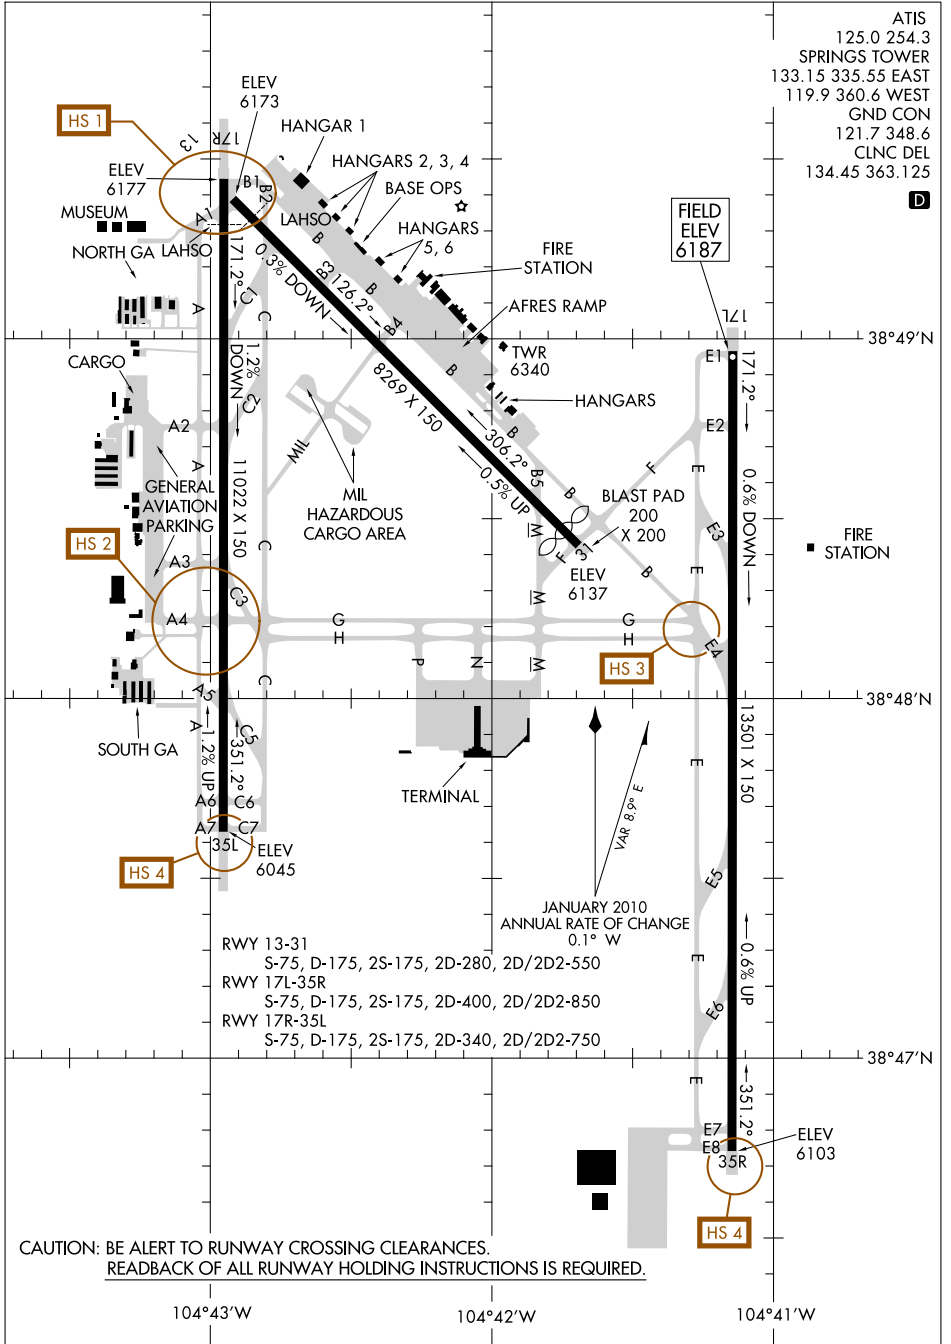 ATIS
125.0 254.3
SPRINGS TOWER
133.15 335.55 EAST
119.9 360.6 WEST
GND CON
121.7 348.6
CLNC DEL
134.45 363.125
D
ELEV
6173
HS 1
13
17R
HANGAR 1
HANGARS 2, 3, 4
BASE OPS
ELEV
6177
B1
B2
MUSEUM
A1
LAHSO
LAHSO
NORTH GA
HANGARS
5, 6
FIRE
STATION
FIELD
ELEV
6187
B
B3
B
171.2°
0.3% DOWN
126.2°
C1
C
A
AFRES RAMP
17L
38°49'N
B4
TWR
6340
E1
171.2°
CARGO
1.2%
DOWN
8269 X 150
B
HANGARS
C2
A2
E2
MIL
B
306.2°
0.5% UP
B5
F
E
A
11022 X 150
GENERAL
AVIATION
PARKING
MIL
HAZARDOUS
CARGO AREA
B
BLAST PAD
200
X 200
0.6% DOWN
E3
HS 2
M
F
31
FIRE
STATION
C
A3
ELEV
6137
B
E
C3
M
A4
G
G
H
H
E4
P
N
M
HS 3
C
A5
38°48'N
A
1.2% UP
351.2°
C5
SOUTH GA
13501 X 150
TERMINAL
E
VAR 8.9° E
A6
C6
A7
C7
35L
ELEV
6045
HS 4
E5
JANUARY 2010
ANNUAL RATE OF CHANGE
0.1° W
RWY 13-31
S-75, D-175, 2S-175, 2D-280, 2D/2D2-550
RWY 17L-35R
S-75, D-175, 2S-175, 2D-400, 2D/2D2-850
RWY 17R-35L
S-75, D-175, 2S-175, 2D-340, 2D/2D2-750
E
0.6% UP
E6
38°47'N
E
351.2°
E7
E8
35R
ELEV
6103
HS 4
CAUTION: BE ALERT TO RUNWAY CROSSING CLEARANCES.
READBACK OF ALL RUNWAY HOLDING INSTRUCTIONS IS REQUIRED.
104°43'W
104°42'W
104°41'W